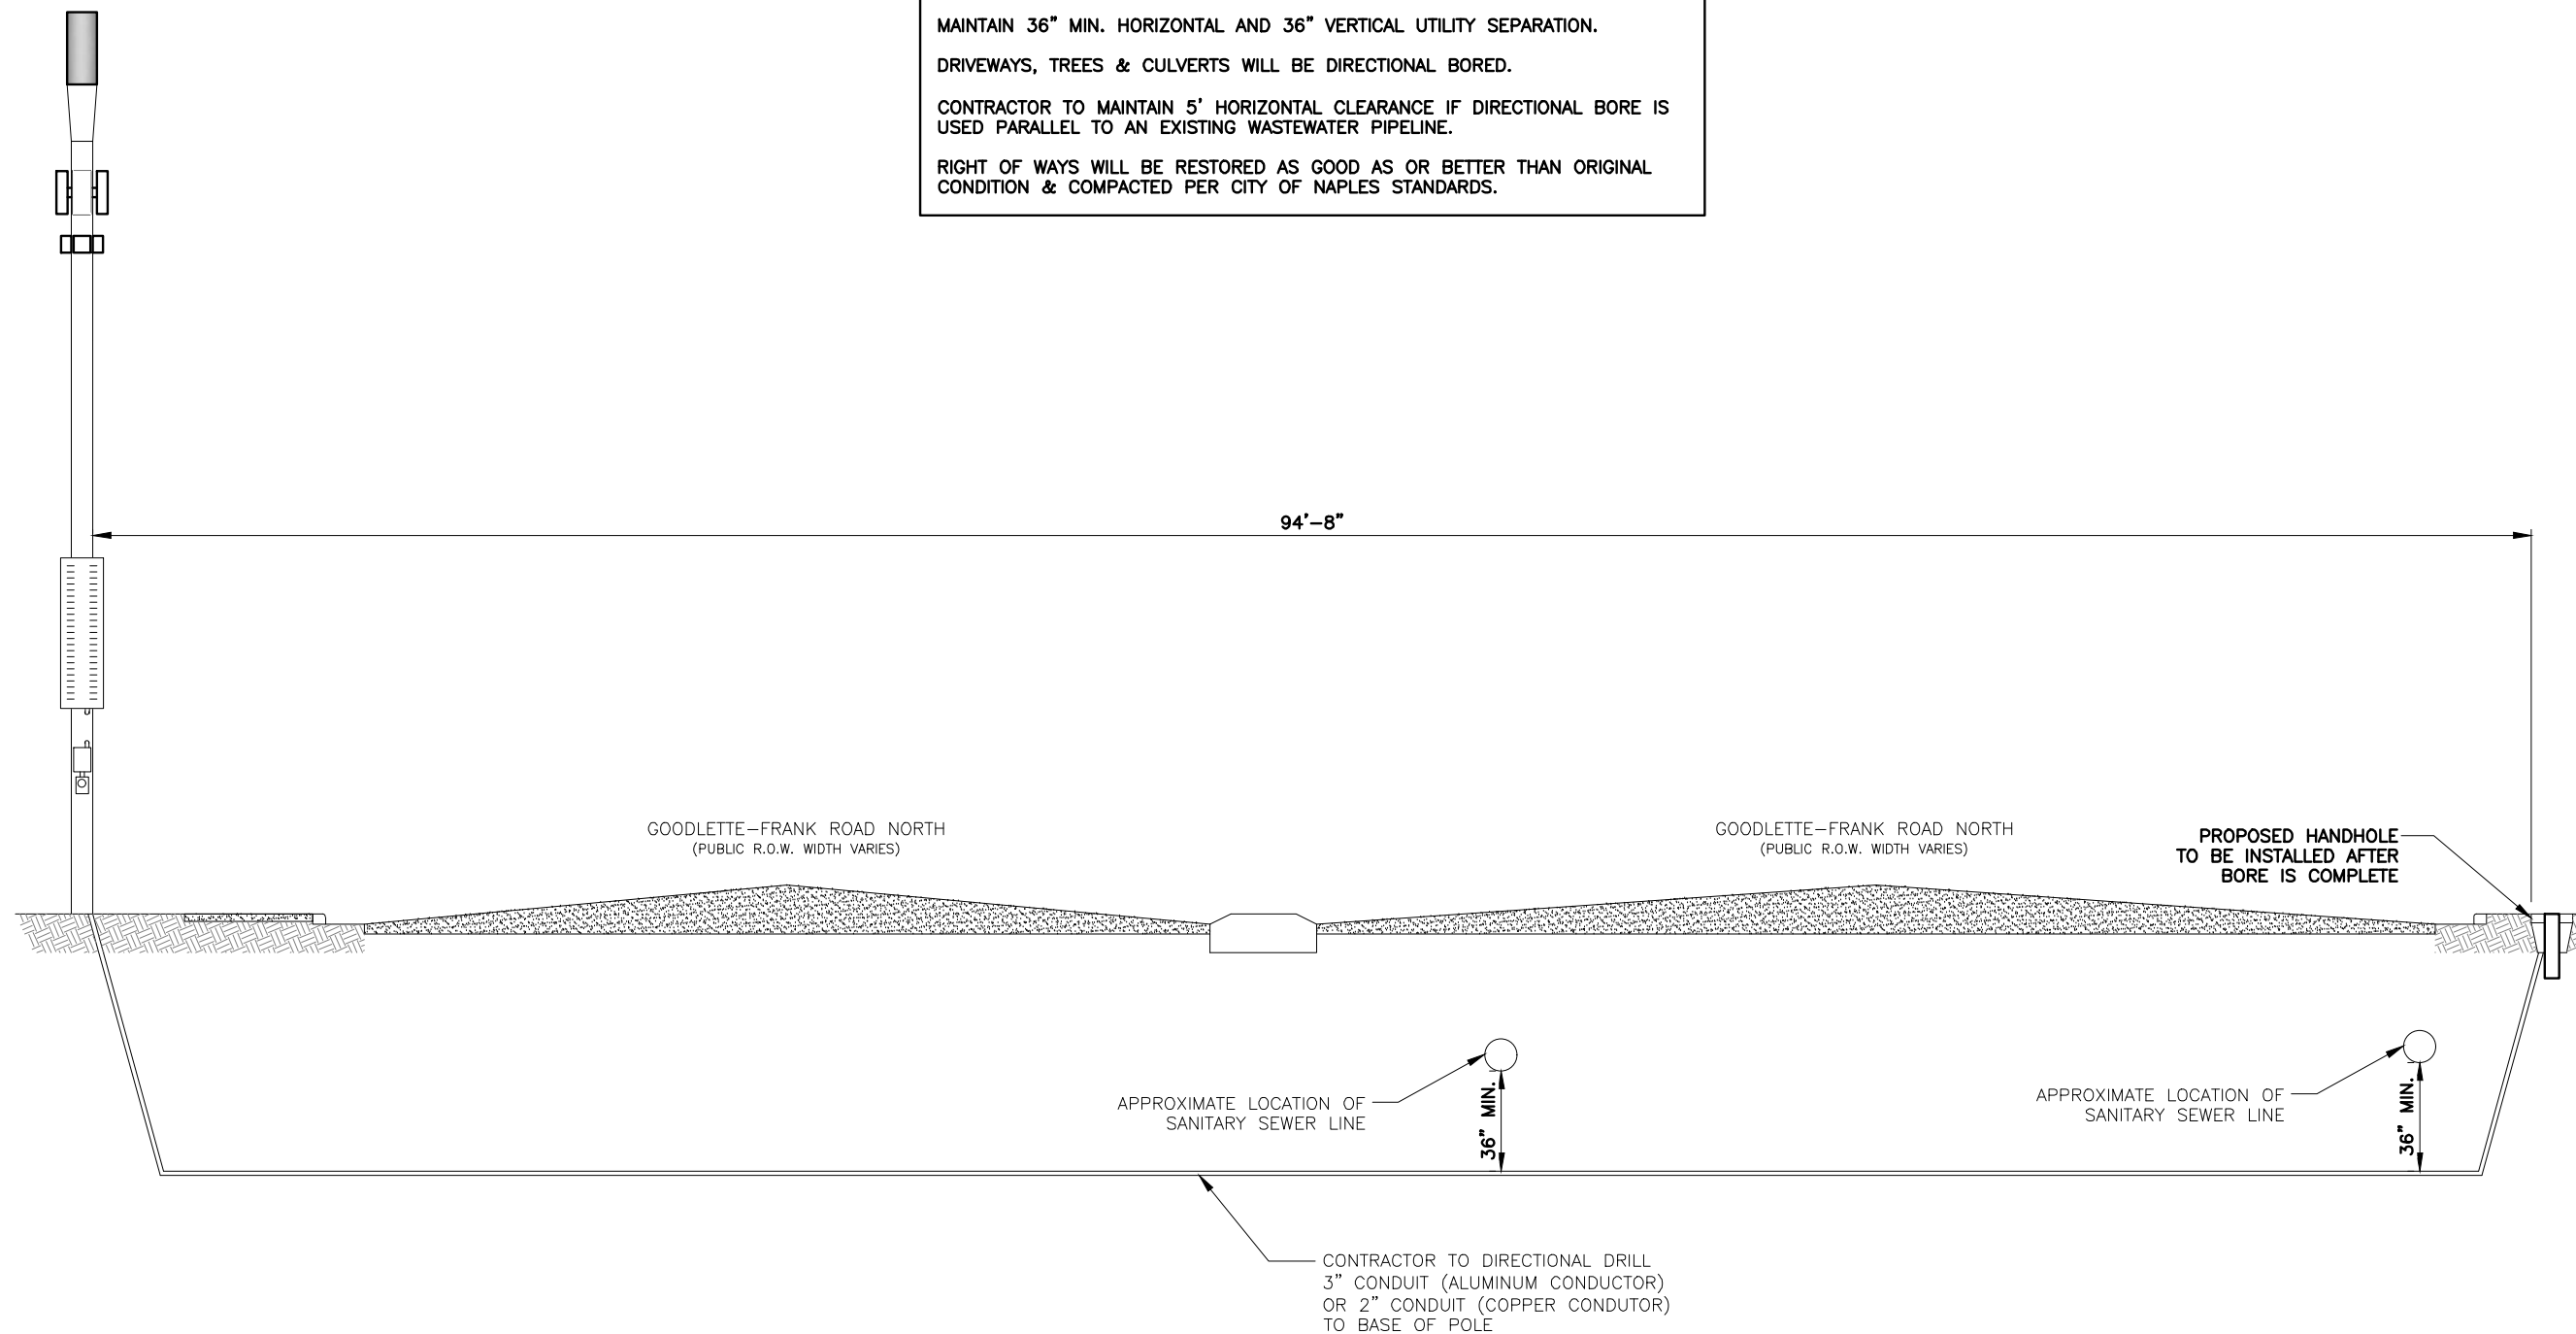 MAINTAIN 36" MIN. HORIZONTAL AND 36" VERTICAL UTILITY SEPARATION.
DRIVEWAYS, TREES & CULVERTS WILL BE DIRECTIONAL BORED.
CONTRACTOR TO MAINTAIN 5' HORIZONTAL CLEARANCE IF DIRECTIONAL BORE IS
USED PARALLEL TO AN EXISTING WASTEWATER PIPELINE.
RIGHT OF WAYS WILL BE RESTORED AS GOOD AS OR BETTER THAN ORIGINAL
CONDITION & COMPACTED PER CITY OF NAPLES STANDARDS.
94'-8"
GOODLETTE-FRANK ROAD NORTH
(PUBLIC R.O.W. WIDTH VARIES)
GOODLETTE-FRANK ROAD NORTH
(PUBLIC R.O.W. WIDTH VARIES)
PROPOSED HANDHOLE
TO BE INSTALLED AFTER
BORE IS COMPLETE
APPROXIMATE LOCATION OF
SANITARY SEWER LINE
36" MIN.
APPROXIMATE LOCATION OF
SANITARY SEWER LINE
36" MIN.
CONTRACTOR TO DIRECTIONAL DRILL
3" CONDUIT (ALUMINUM CONDUCTOR)
OR 2" CONDUIT (COPPER CONDUTOR)
TO BASE OF POLE